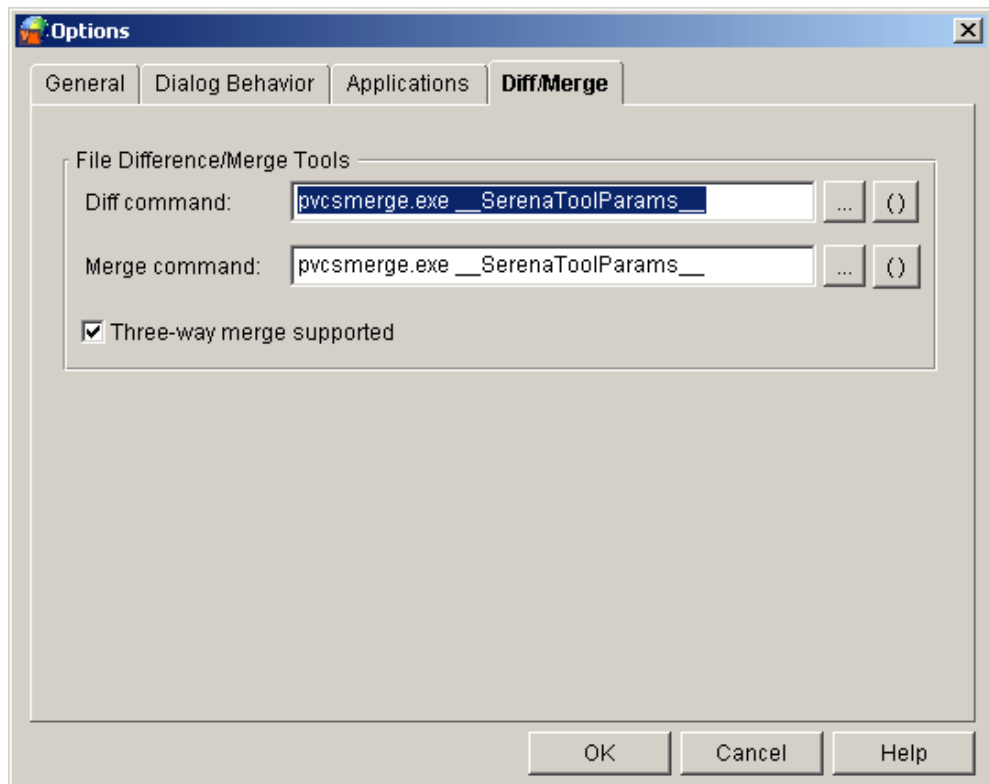 Options
General Dialog Behavior Applications Diff/Merge
File Difference/Merge Tools
Diff command: pvcsmerge.exe __SerenaToolParams__ ... ()
Merge command: pvcsmerge.exe __SerenaToolParams__ ... ()
Three-way merge supported
OK Cancel Help